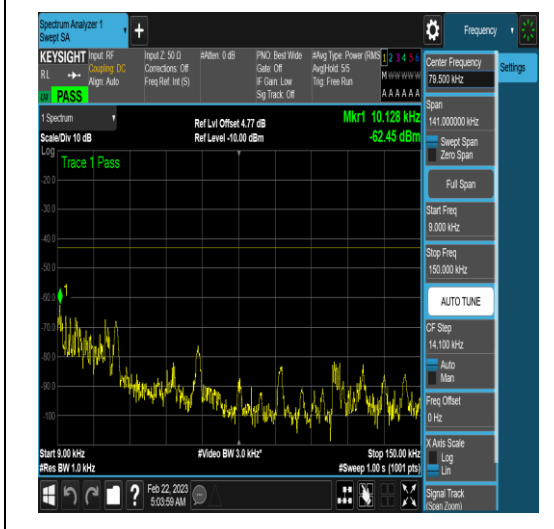 Spectrum Analyzer 1
Swept SA
+
Frequency
KEYSIGHT
Input: RF
Coupling: DC
Align: Auto
Input Z: 50 Ω
Corrections: Off
Freq Ref: Int (S)
#Atten: 0 dB
PNO: Best Wide
Gate: Off
IF Gain: Low
Sig Track: Off
#Avg Type: Power (RMS
Avg|Hold: 5/5
Trig: Free Run
1 2 3 4 5 6
M W W W W W
A A A A A A
RL
PASS
1 Spectrum
Scale/Div 10 dB
Ref Lvl Offset 4.77 dB
Ref Level -10.00 dBm
Mkr1 10.128 kHz
-62.45 dBm
Log
Trace 1 Pass
-20.0
-30.0
-40.0
-50.0
-60.0
-70.0
-80.0
-90.0
-100
1
Start 9.00 kHz
#Res BW 1.0 kHz
#Video BW 3.0 kHz*
Stop 150.00 kHz
#Sweep 1.00 s (1001 pts)
Center Frequency
79.500 kHz
Settings
Span
141.000000 kHz
Swept Span
Zero Span
Full Span
Start Freq
9.000 kHz
Stop Freq
150.000 kHz
AUTO TUNE
CF Step
14.100 kHz
Auto
Man
Freq Offset
0 Hz
X Axis Scale
Log
Lin
Signal Track
(Span Zoom)
?
Feb 22, 2023
5:03:59 AM